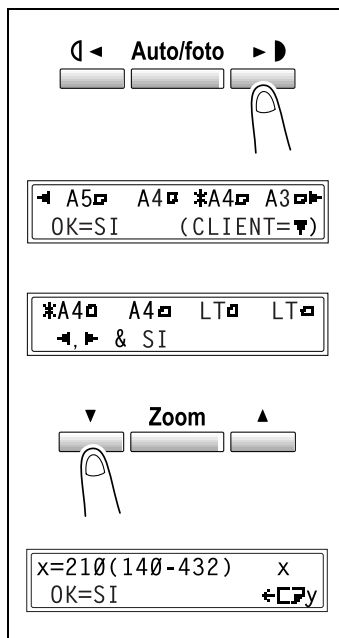 Auto/foto
A5 A4 *A4 A3
OK=SI (CLIENT=▼)
*A4 A4 LT LT
◄,► & SI
▼ Zoom ▲
x=210(140-432) x
OK=SI y